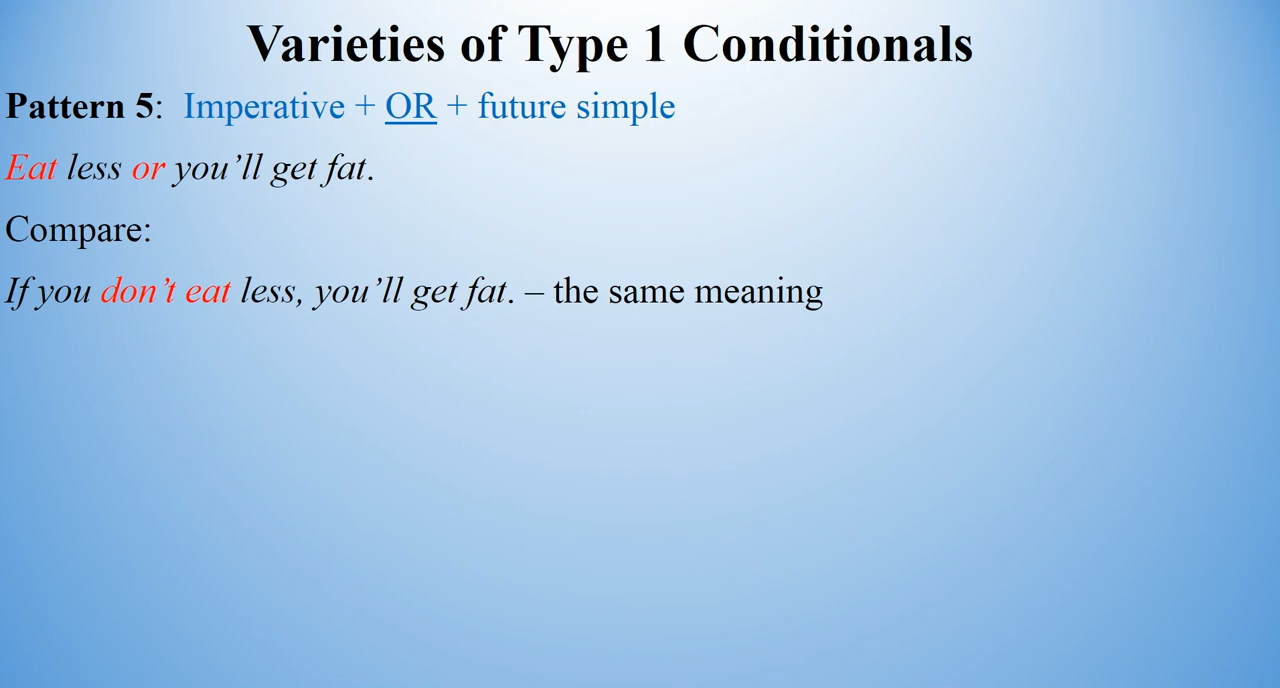 Varieties of Type 1 Conditionals
Pattern 5: Imperative + OR + future simple
Eat less or you’ll get fat.
Compare:
If you don’t eat less, you’ll get fat. – the same meaning